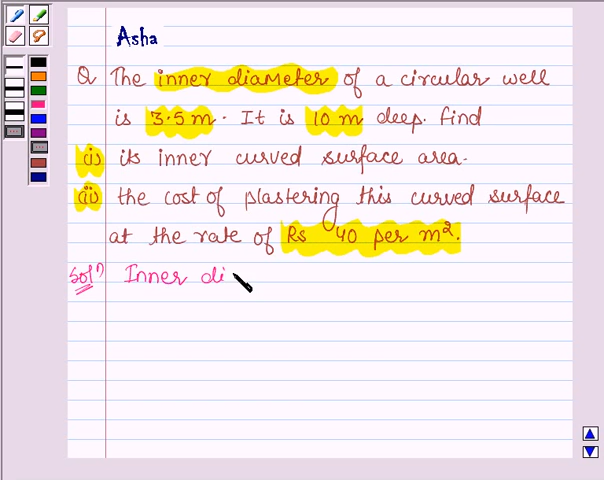 Asha
Q The inner diameter of a circular well
is 3.5 m. It is 10 m deep. find
(i) its inner curved surface area.
(ii) the cost of plastering this curved surface
at the rate of Rs 40 per m².
Solⁿ Inner di